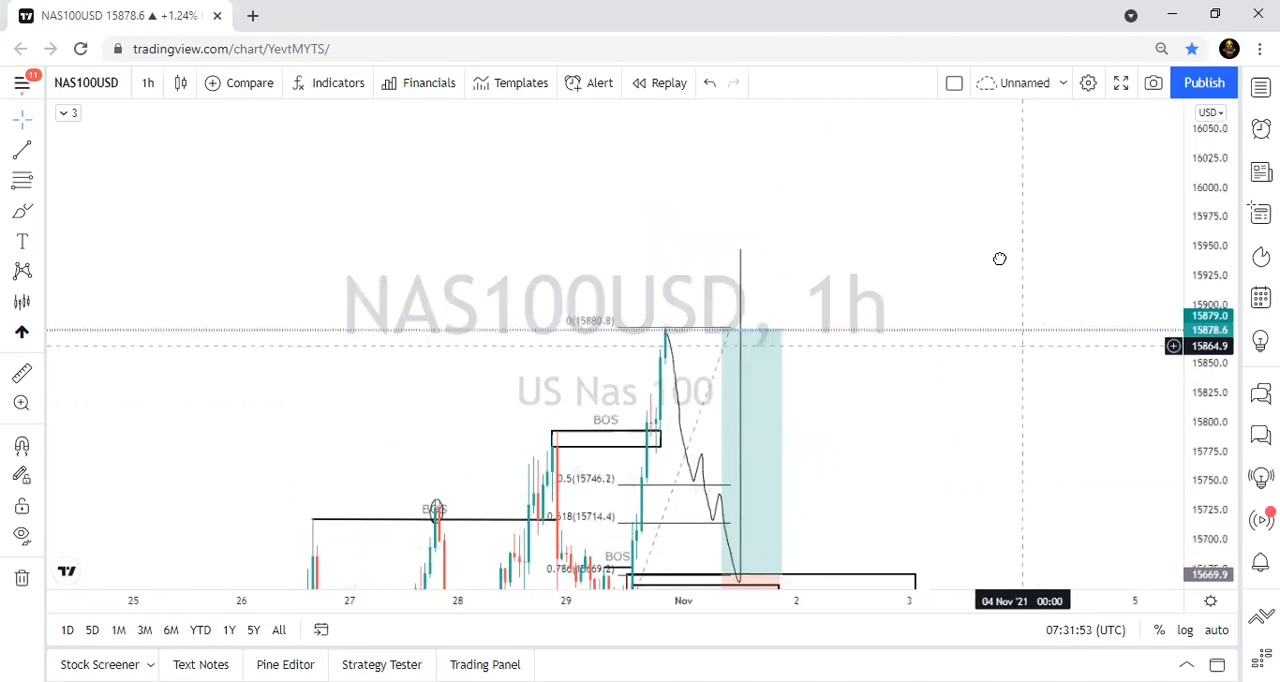 NAS100USD 15878.6 ▲ +1.24%
tradingview.com/chart/YevtMYTS/
11
NAS100USD 1h Compare Indicators Financials Templates Alert Replay Unnamed Publish
3
USD
16050.0
16025.0
16000.0
15975.0
15950.0
15925.0
15900.0
15879.0
15878.6
15864.9
15850.0
15825.0
15800.0
15775.0
15750.0
15725.0
15700.0
15669.9
NAS100USD, 1h
US Nas 100
0(15880.8)
BOS
0.5(15746.2)
BOS
0.618(15714.4)
BOS
0.786(15669.2)
25 26 27 28 29 Nov 2 3 04 Nov '21 00:00 5
1D 5D 1M 3M 6M YTD 1Y 5Y All 07:31:53 (UTC) % log auto
Stock Screener Text Notes Pine Editor Strategy Tester Trading Panel